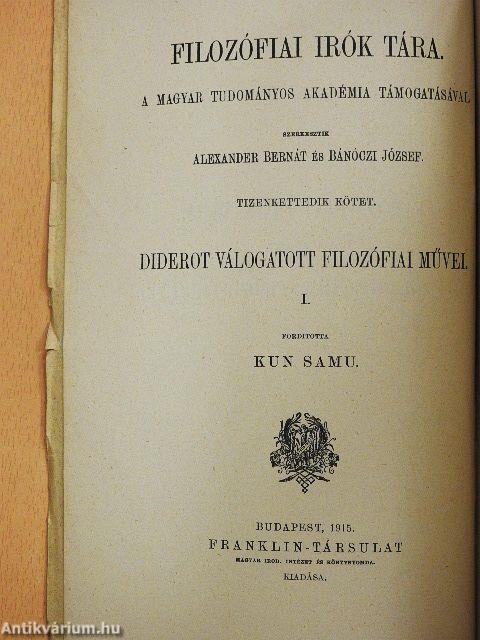 FILOZÓFIAI IRÓK TÁRA.
A MAGYAR TUDOMÁNYOS AKADÉMIA TÁMOGATÁSÁVAL
SZERKESZTIK
ALEXANDER BERNÁT ÉS BÁNÓCZI JÓZSEF.
TIZENKETTEDIK KÖTET.
DIDEROT VÁLOGATOTT FILOZÓFIAI MŰVEI.
I.
FORDITOTTA
KUN SAMU.
BUDAPEST, 1915.
FRANKLIN-TÁRSULAT
MAGYAR IROD. INTÉZET ÉS KÖNYVNYOMDA.
KIADÁSA.
Antikvárium.hu